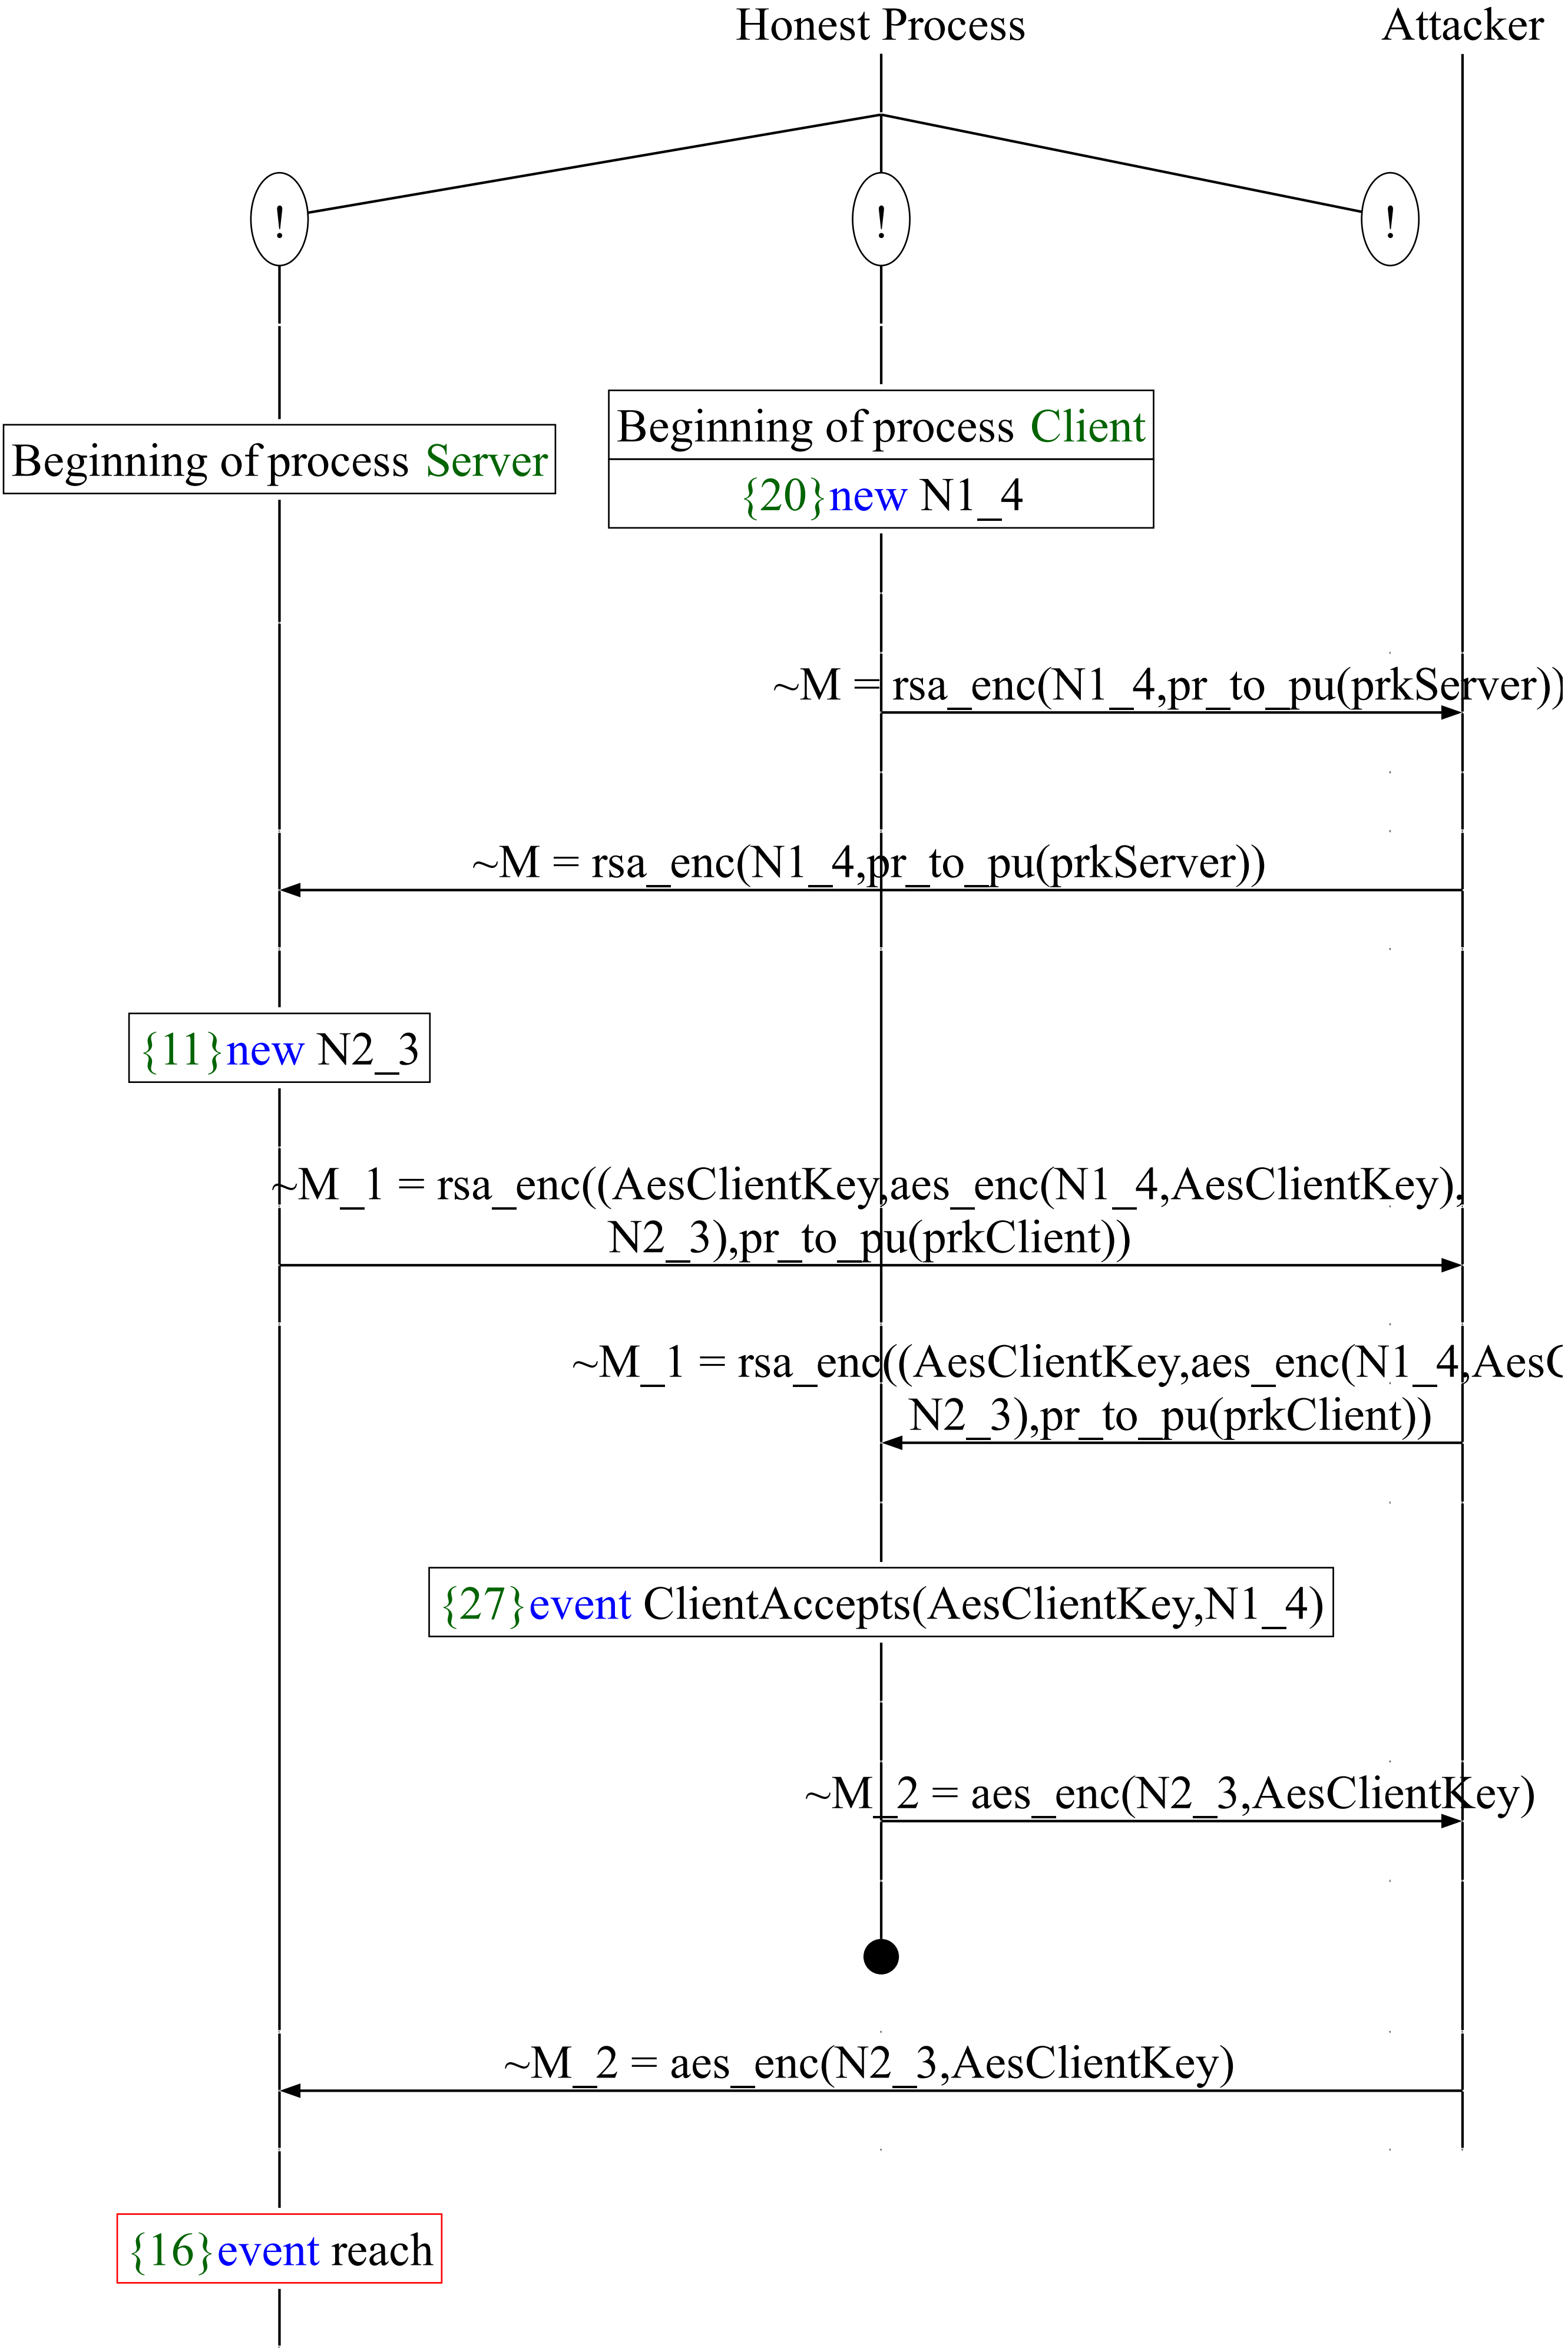 Honest Process
Attacker
!
!
!
Beginning of process Client
{20}new N1_4
Beginning of process Server
~M = rsa_enc(N1_4,pr_to_pu(prkServer))
~M = rsa_enc(N1_4,pr_to_pu(prkServer))
{11}new N2_3
~M_1 = rsa_enc((AesClientKey,aes_enc(N1_4,AesClientKey),
N2_3),pr_to_pu(prkClient))
~M_1 = rsa_enc((AesClientKey,aes_enc(N1_4,AesC
N2_3),pr_to_pu(prkClient))
{27}event ClientAccepts(AesClientKey,N1_4)
~M_2 = aes_enc(N2_3,AesClientKey)
~M_2 = aes_enc(N2_3,AesClientKey)
{16}event reach